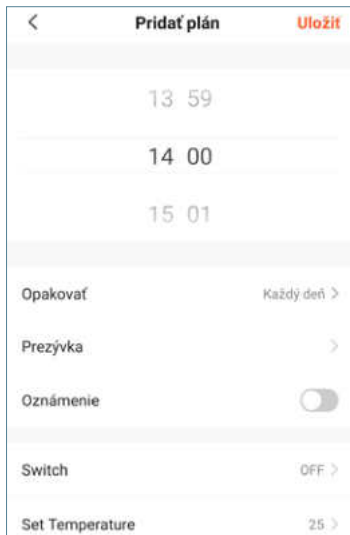 Pridať plán Uložiť
13 59
14 00
15 01
Opakovať Každý deň
Prezývka
Oznámenie
Switch OFF
Set Temperature 25